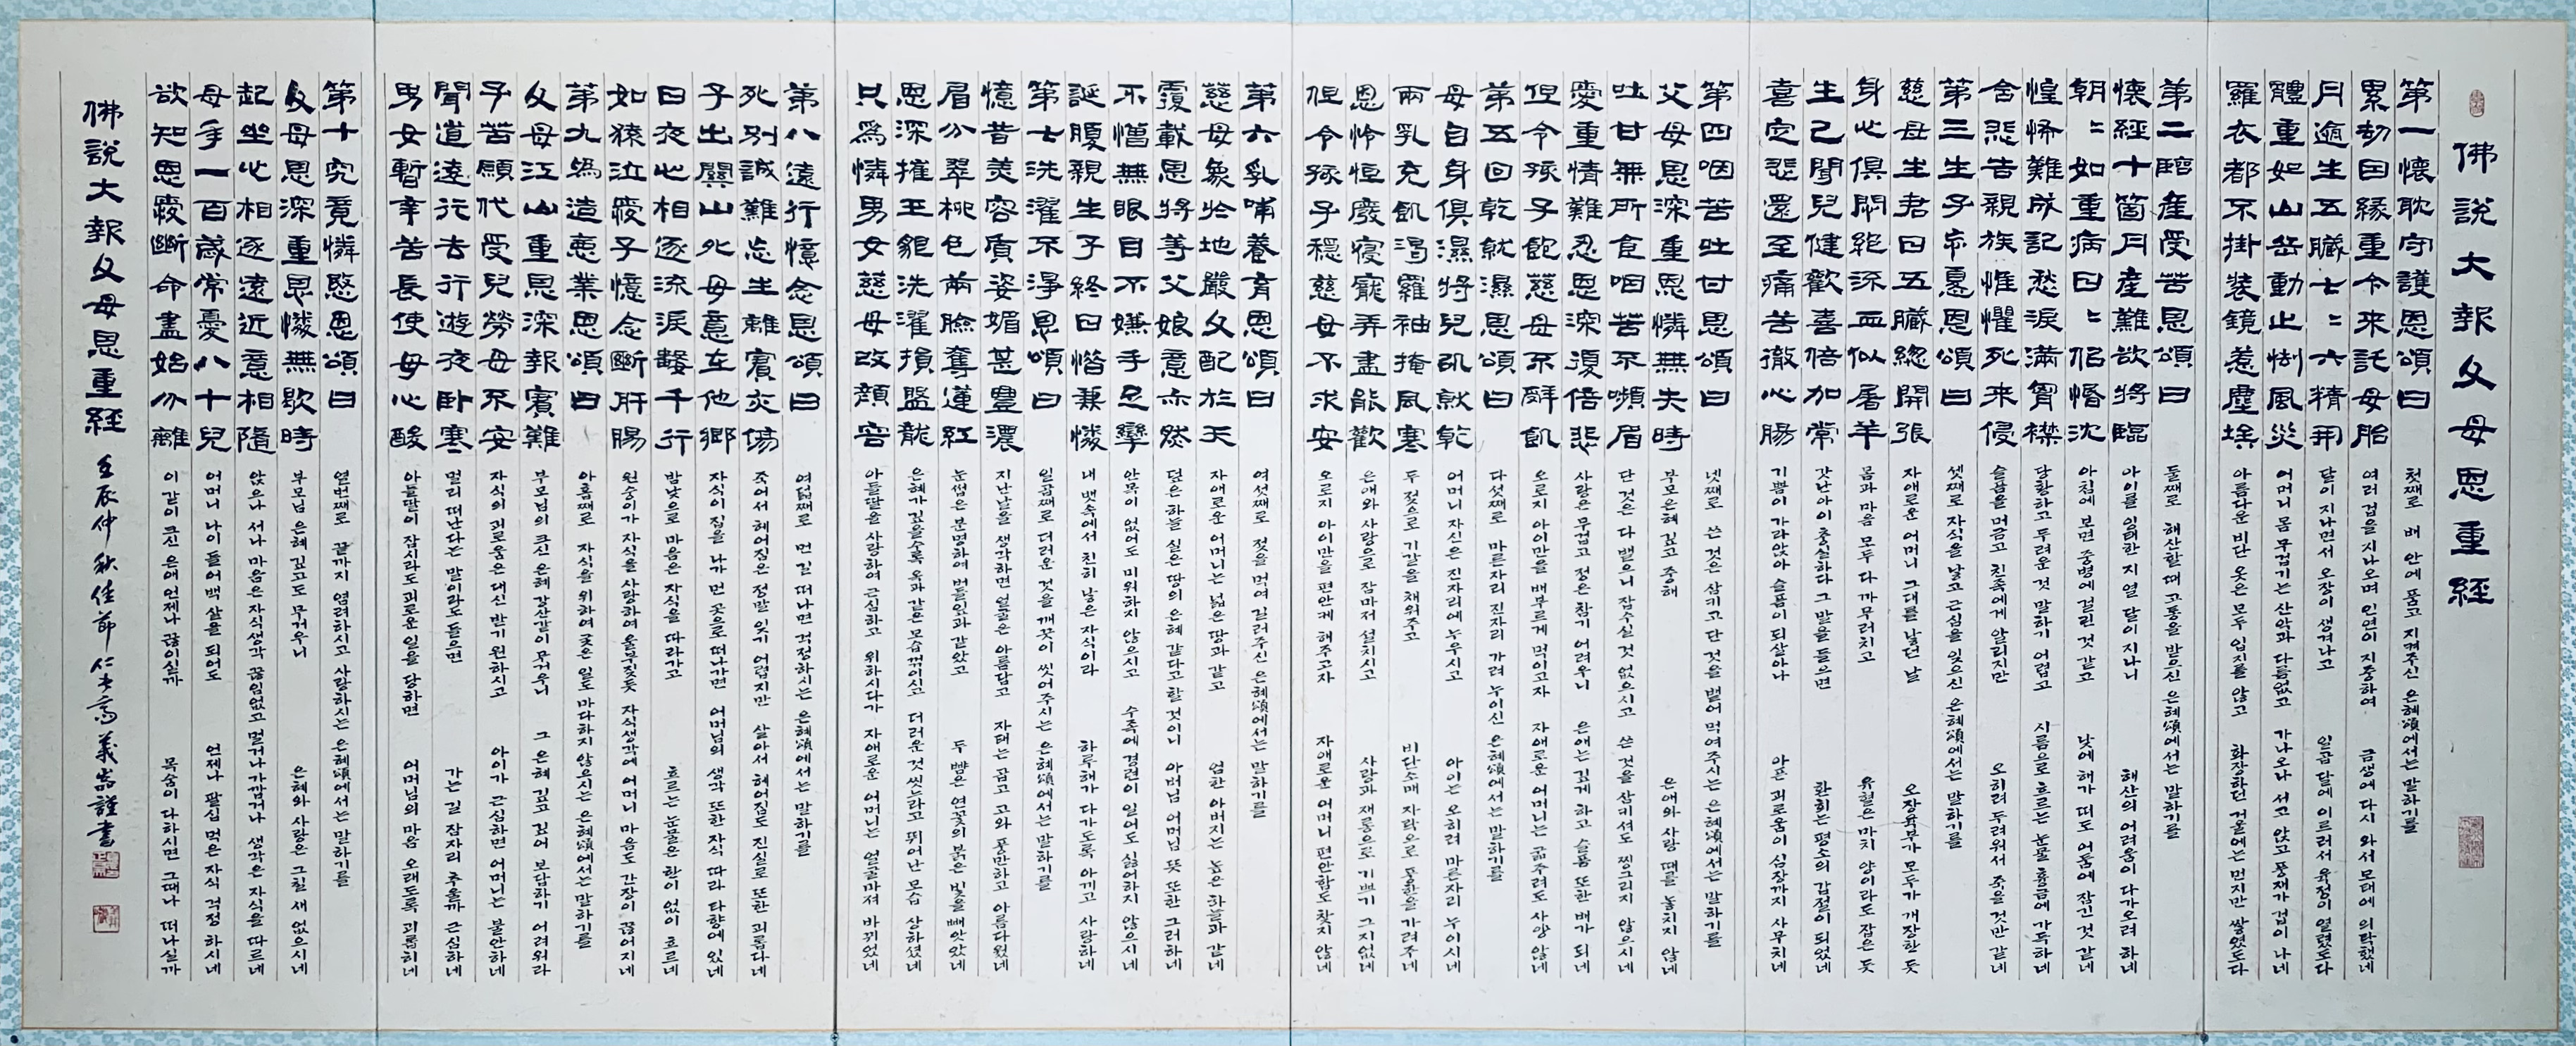 佛說大報父母恩重經
第一懷耽守護恩頌曰 첫째로 배 안에 품고 지켜주신 은혜頌에서는 말하기를
累劫因緣重今來託母胎 여러 겁을 지나오며 인연이 지중하여 금생에 다시 와서 모태에 의탁했네
月逾生五臟七〻六精開 달이 지나면서 오장이 생겨나고 일곱 달에 이르러서 육정이 열렸도다
體重如山岳動止㤼風災 어머니 몸 무겁기는 산악과 다름없고 가나오나 서고 앉고 풍재가 겁이 나네
羅衣都不掛裝鏡惹塵埃 아름다운 비단 옷은 모두 입지를 않고 화장하던 거울에는 먼지만 쌓였도다
第二臨産受苦恩頌曰 둘째로 해산할 때 고통을 받으신 은혜頌에서는 말하기를
懷經十箇月産難欲將臨 아이를 잉태한 지 열 달이 지나니 해산의 어려움이 다가오려 하네
朝〻如重病日〻似惛沈 아침에 보면 중병에 걸린 것 같고 낮에 해가 떠도 어둠에 잠긴 것 같네
惶怖難成記愁淚滿胷襟 당황하고 두려운 것 말하기 어렵고 시름으로 흐르는 눈물 흉금에 가득하네
含悲告親族惟懼死来侵 슬픔을 머금고 친족에게 알리지만 오히려 두려워서 죽을 것만 같네
第三生子忘憂恩頌曰 셋째로 자식을 낳고 근심을 잊으신 은혜頌에서는 말하기를
慈母生君日五臟總開張 자애로운 어머니 그대를 낳던 날 오장육부가 모두가 개장한 듯
身心俱悶絶流血似屠羊 몸과 마음 모두 다 까무러치고 유혈은 마치 양이라도 잡은 듯
生已聞兒健歡喜倍加常 갓난아이 충실하다 그 말을 들으면 환희는 평소의 갑절이 되었네
喜定悲還至痛苦徹心腸 기쁨이 가라앉아 슬픔이 되살아나 아픈 괴로움이 심장까지 사무치네
第四咽苦吐甘恩頌曰 넷째로 쓴 것은 삼키고 단 것을 뱉어 먹여주시는 은혜頌에서는 말하기를
父母恩深重恩憐無失時 부모은혜 깊고 중해 은애와 사랑 때를 놓치지 않네
吐甘無所食咽苦不嚬眉 단 것은 다 뱉으니 잡수실 것 없으시고 쓴 것을 삼키셔도 찡그리지 않으시네
愛重情難忍恩深復倍悲 사랑은 무겁고 정은 참기 어려우니 은애는 깊게 하고 슬픔 또한 배가 되네
但令孩子飽慈母不辭飢 오로지 아이만을 배부르게 먹이고자 자애로운 어머니는 굶주려도 사양 않네
第五回乾就濕恩頌曰 다섯째로 마른자리 진자리 가려 누이신 은혜頌에서는 말하기를
母自身俱濕將兒以就乾 어머니 자신은 진자리에 누우시고 아이는 오히려 마른자리 누이시네
兩乳充飢渴羅袖掩風寒 두 젖으로 기갈을 채워주고 비단소매 자락으로 풍한을 가려주네
恩怜恒廢寝寵弄盡能歡 은애와 사랑으로 잠마저 설치시고 사랑과 재롱으로 기쁘기 그지없네
但令孩子穩慈母不求安 오로지 아이만을 편안케 해주고자 자애로운 어머니 편안함도 찾지 않네
第六乳哺養育恩頌曰 여섯째로 젖을 먹여 길러주신 은혜頌에서는 말하기를
慈母象於地嚴父配於天 자애로운 어머니는 넓은 땅과 같고 엄한 아버지는 높은 하늘과 같네
覆載恩將等父娘意亦然 덮은 하늘 실은 땅의 은혜 같다고 할 것이니 아버님 어머님 뜻 또한 그러하네
不憎無眼目不嫌手足攣 안목이 없어도 미워하지 않으시고 수족에 경련이 일어도 싫어하지 않으시네
誕腹親生子終日惜兼憐 내 뱃속에서 친히 낳은 자식이라 하루해가 다가도록 아끼고 사랑하네
第七洗濯不淨恩頌曰 일곱째로 더러운 것을 깨끗이 씻어주시는 은혜頌에서는 말하기를
憶昔美容質姿媚甚豐濃 지난날을 생각하면 얼굴은 아름답고 자태는 곱고 고와 풍만하고 아름다웠네
眉分翠桃色兩臉奪蓮紅 눈썹은 분명하여 버들잎과 같았고 두 뺨은 연꽃의 붉은 빛을 빼앗았네
恩深摧玉貌洗濯損盤龍 은혜가 깊을수록 옥과 같은 모습 꺾이시고 더러운 것 씻느라고 뛰어난 모습 상하셨네
只爲憐男女慈母改顔容 아들딸을 사랑하여 근심하고 위하시다가 자애로운 어머니는 얼굴마져 바뀌었네
第八遠行憶念恩頌曰 여덟째로 먼 길 떠나면 걱정하시는 은혜頌에서는 말하기를
死別誠難忘生離實亦傷 죽어서 헤어짐은 정말 잊기 어렵지만 살아서 헤어짐도 진실로 또한 괴롭다네
子出關山外母意在他鄉 자식이 집을 나가 먼 곳으로 떠나가면 어머님의 생각 또한 자식 따라 타향에 있네
日夜心相逐流淚數千行 밤낮으로 마음은 자식을 따라가고 흐르는 눈물은 한이 없이 흐르네
如猿泣愛子憶念斷肝腸 원숭이가 자식을 사랑하여 울부짖듯 자식생각에 어머니 마음도 간장이 끊어지네
第九爲造惡業恩頌曰 아홉째로 자식을 위하여 궂은 일도 마다하지 않으시는 은혜頌에서는 말하기를
父母江山重恩深報實難 부모님의 크신 은혜 강산같이 무거우니 그 은혜 깊고 깊어 보답하기 어려워라
子苦願代受兒勞母不安 자식의 괴로움은 대신 받기 원하시고 아이가 근심하면 어머니는 불안하네
聞道遠行去行遊夜臥寒 멀리 떠난다는 말이라도 들으면 가는 길 잠자리 추울까 근심하네
男女暫辛苦長使母心酸 아들딸이 잠시라도 괴로운 일을 당하면 어머님의 마음 오래도록 괴롭히네
第十究竟憐愍恩頌曰 열번째로 끝까지 염려하시고 사랑하시는 은혜頌에서는 말하기를
父母恩深重恩憐無歇時 부모님 은혜 깊고도 무거우니 은혜와 사랑은 그칠 새 없으시네
起坐心相逐遠近意相隨 앉으나 서나 마음은 자식생각 끊임없고 멀거나 가깝거나 생각은 자식을 따르네
母年一百歲常憂八十兒 어머니 나이 들어 백 살을 되어도 언제나 팔십 먹은 자식 걱정 하시네
欲知恩愛斷命盡始分離 이 같이 크신 은애 언제나 끊이실까 목숨이 다하시면 그때나 떠나실까
佛說大報父母恩重經 壬辰仲秋佳節 義嵓謹書